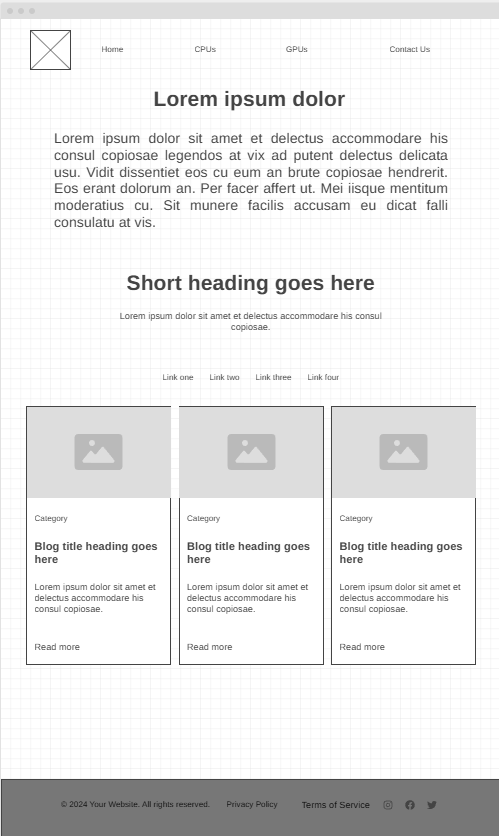 Home CPUs GPUs Contact Us
Lorem ipsum dolor
Lorem ipsum dolor sit amet et delectus accommodare his
consul copiosae legendos at vix ad putent delectus delicata
usu. Vidit dissentiet eos cu eum an brute copiosae hendrerit.
Eos erant dolorum an. Per facer affert ut. Mei iisque mentitum
moderatius cu. Sit munere facilis accusam eu dicat falli
consulatu at vis.
Short heading goes here
Lorem ipsum dolor sit amet et delectus accommodare his consul
copiosae.
Link one Link two Link three Link four
Category
Blog title heading goes
here
Lorem ipsum dolor sit amet et
delectus accommodare his
consul copiosae.
Read more
Category
Blog title heading goes
here
Lorem ipsum dolor sit amet et
delectus accommodare his
consul copiosae.
Read more
Category
Blog title heading goes
here
Lorem ipsum dolor sit amet et
delectus accommodare his
consul copiosae.
Read more
© 2024 Your Website. All rights reserved. Privacy Policy Terms of Service